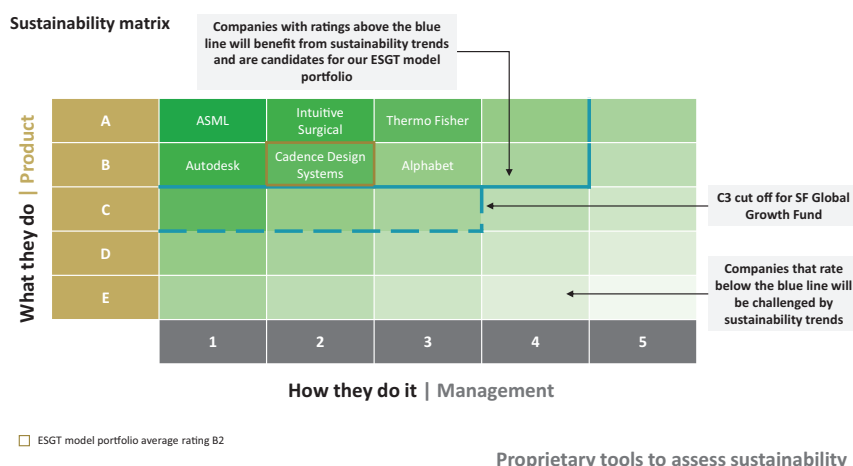 Sustainability matrix
Companies with ratings above the blue
line will benefit from sustainability trends
and are candidates for our ESGT model
portfolio
What they do | Product
A
ASML
Intuitive
Surgical
Thermo Fisher
B
Autodesk
Cadence Design
Systems
Alphabet
C
C3 cut off for SF Global
Growth Fund
D
E
Companies that rate
below the blue line will
be challenged by
sustainability trends
1
2
3
4
5
How they do it | Management
ESGT model portfolio average rating B2
Proprietary tools to assess sustainability